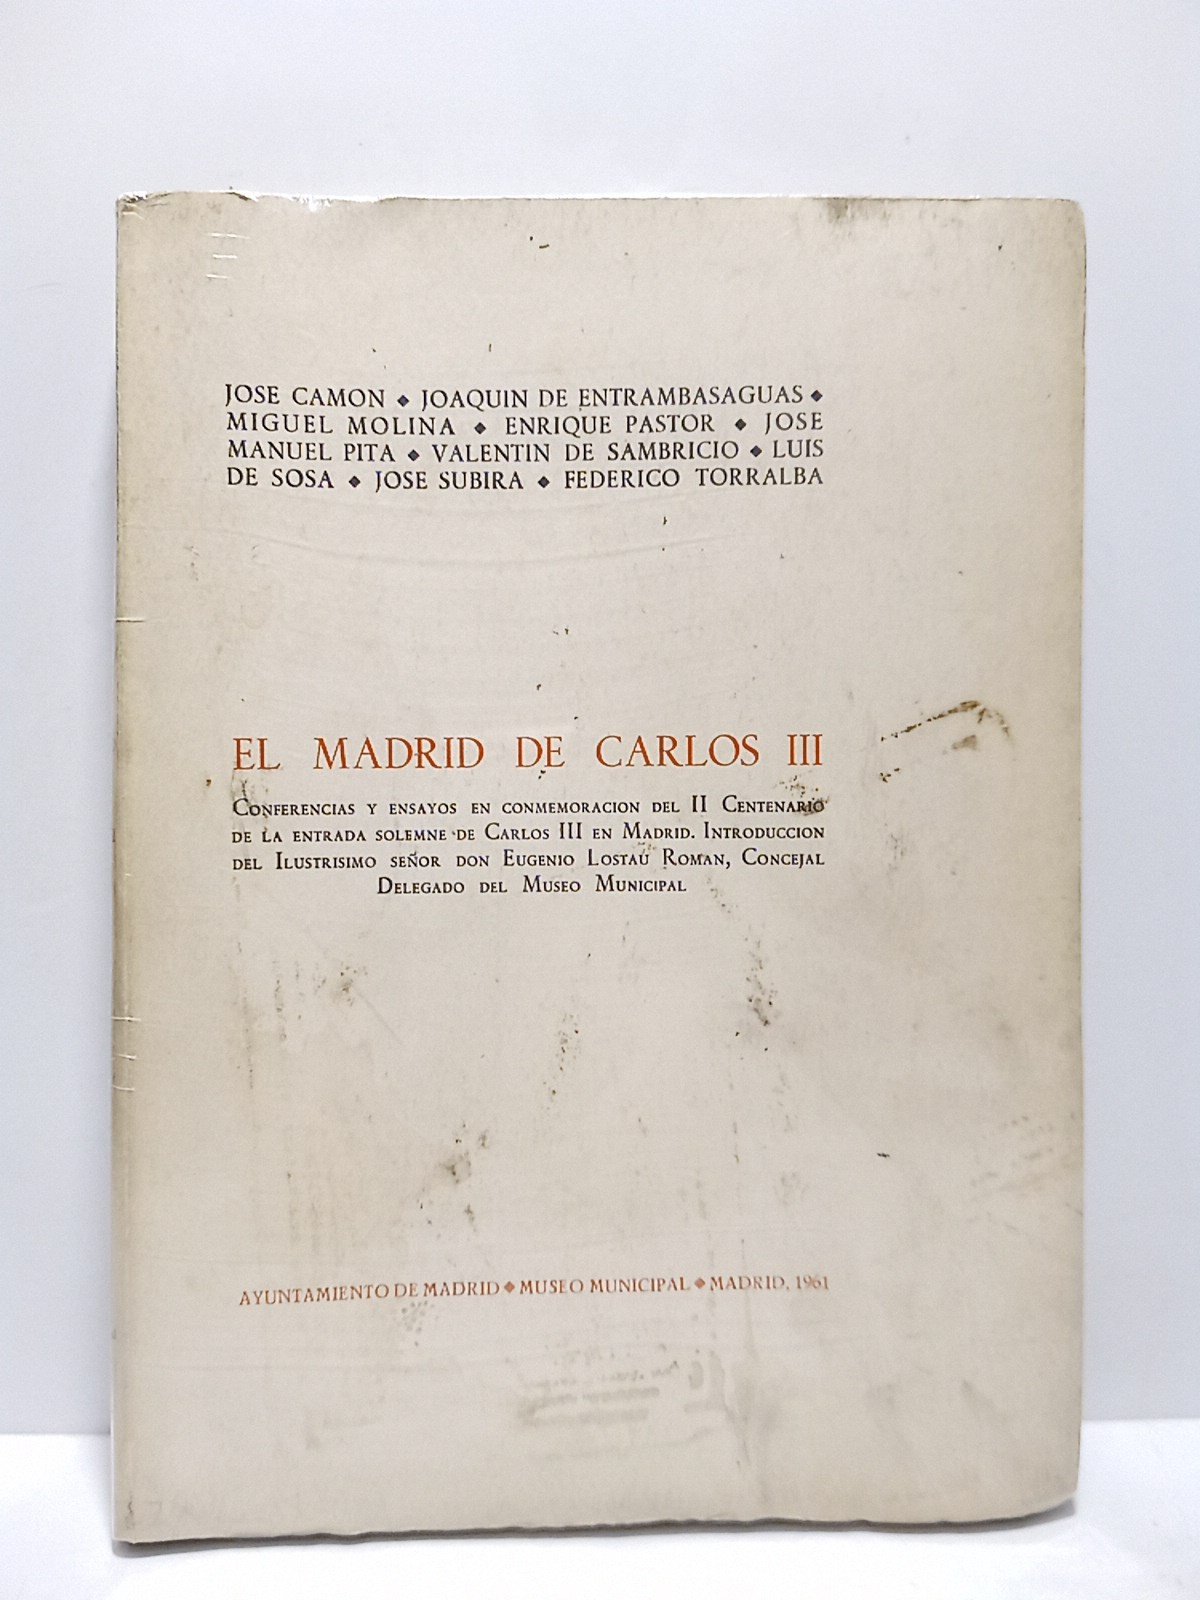 JOSE CAMON ◆ JOAQUIN DE ENTRAMBASAGUAS ◆
MIGUEL MOLINA ◆ ENRIQUE PASTOR ◆ JOSE
MANUEL PITA ◆ VALENTIN DE SAMBRICIO ◆ LUIS
DE SOSA ◆ JOSE SUBIRA ◆ FEDERICO TORRALBA
EL MADRID DE CARLOS III
CONFERENCIAS Y ENSAYOS EN CONMEMORACION DEL II CENTENARIO
DE LA ENTRADA SOLEMNE DE CARLOS III EN MADRID. INTRODUCCION
DEL ILUSTRISIMO SEÑOR DON EUGENIO LOSTAU ROMAN, CONCEJAL
DELEGADO DEL MUSEO MUNICIPAL
AYUNTAMIENTO DE MADRID ◆ MUSEO MUNICIPAL ◆ MADRID, 1961